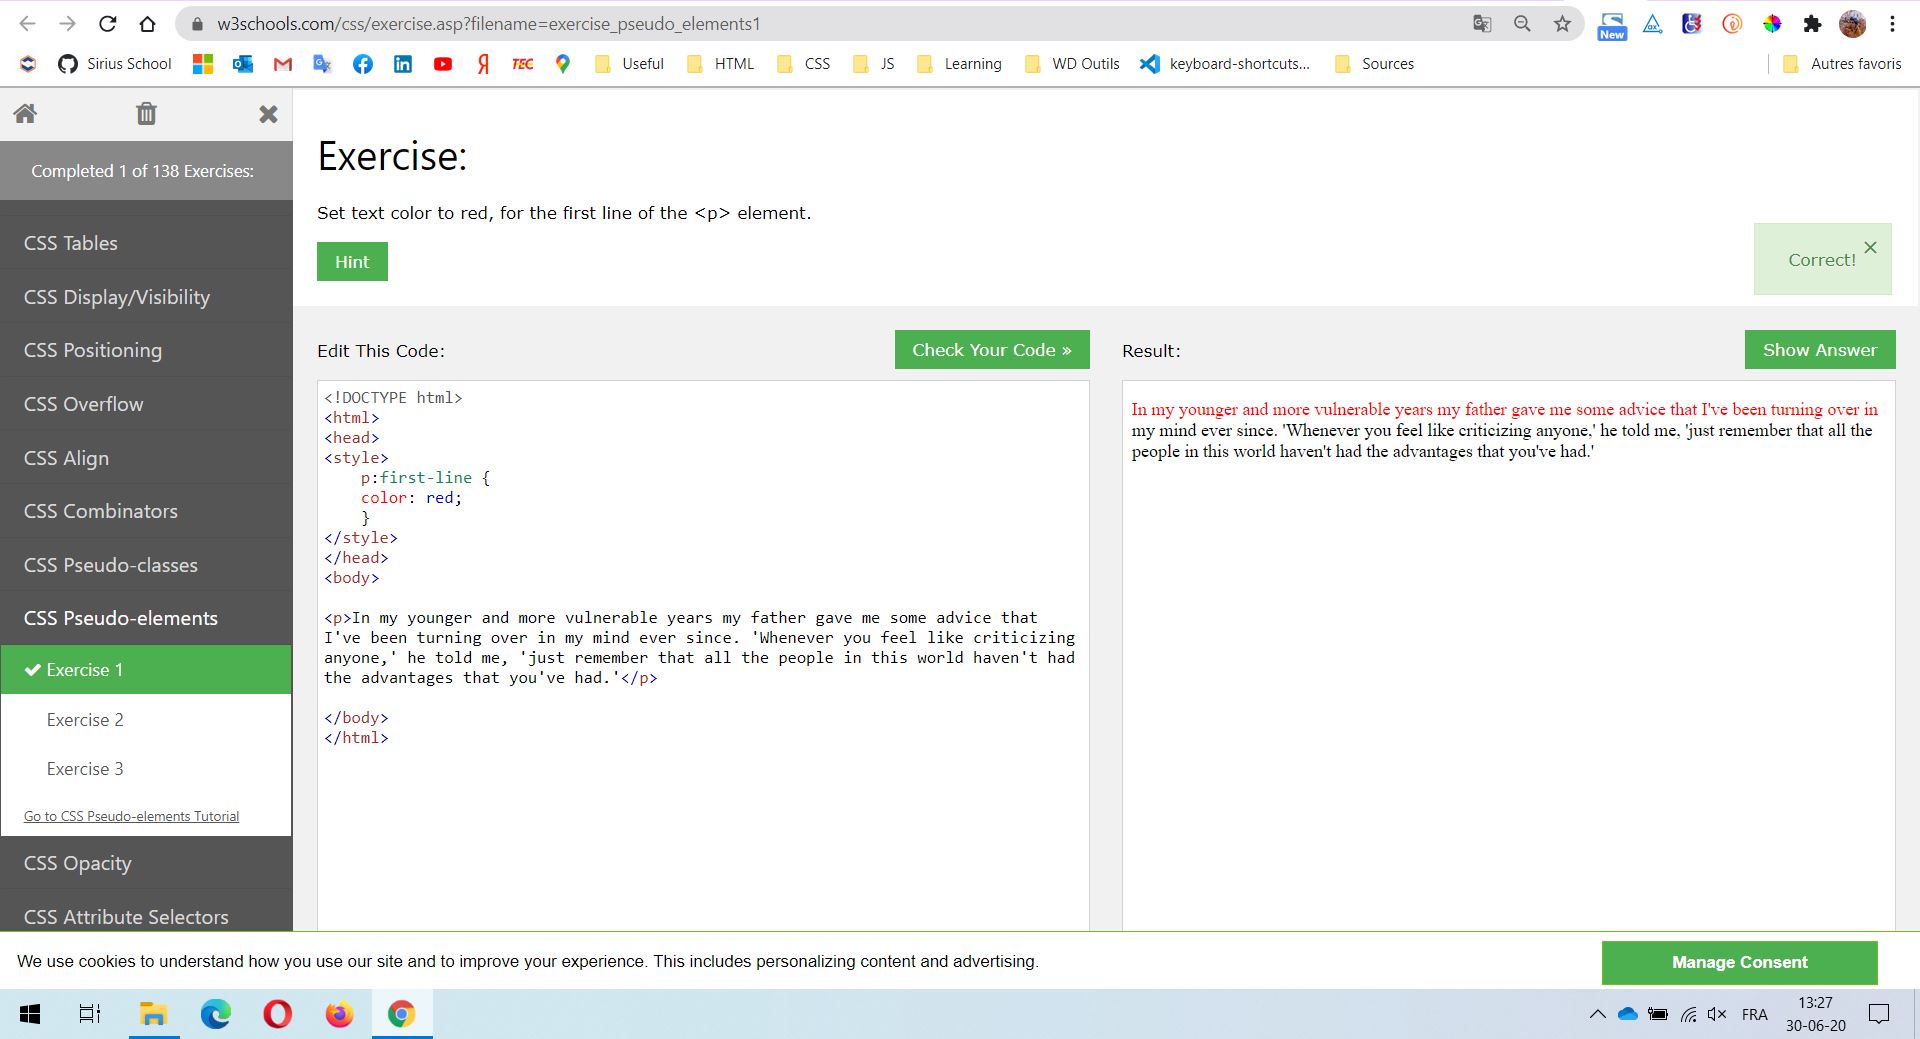 w3schools.com/css/exercise.asp?filename=exercise_pseudo_elements1
New
Sirius School
TEC
Useful
HTML
CSS
JS
Learning
WD Outils
keyboard-shortcuts...
Sources
Autres favoris
Completed 1 of 138 Exercises:
CSS Tables
CSS Display/Visibility
CSS Positioning
CSS Overflow
CSS Align
CSS Combinators
CSS Pseudo-classes
CSS Pseudo-elements
Exercise 1
Exercise 2
Exercise 3
Go to CSS Pseudo-elements Tutorial
CSS Opacity
CSS Attribute Selectors
Exercise:
Set text color to red, for the first line of the <p> element.
Hint
Correct!
Edit This Code:
Check Your Code »
<!DOCTYPE html>
<html>
<head>
<style>
p:first-line {
color: red;
}
</style>
</head>
<body>
<p>In my younger and more vulnerable years my father gave me some advice that
I've been turning over in my mind ever since. 'Whenever you feel like criticizing
anyone,' he told me, 'just remember that all the people in this world haven't had
the advantages that you've had.'</p>
</body>
</html>
Result:
Show Answer
In my younger and more vulnerable years my father gave me some advice that I've been turning over in
my mind ever since. 'Whenever you feel like criticizing anyone,' he told me, 'just remember that all the
people in this world haven't had the advantages that you've had.'
We use cookies to understand how you use our site and to improve your experience. This includes personalizing content and advertising.
Manage Consent
FRA
13:27
30-06-20